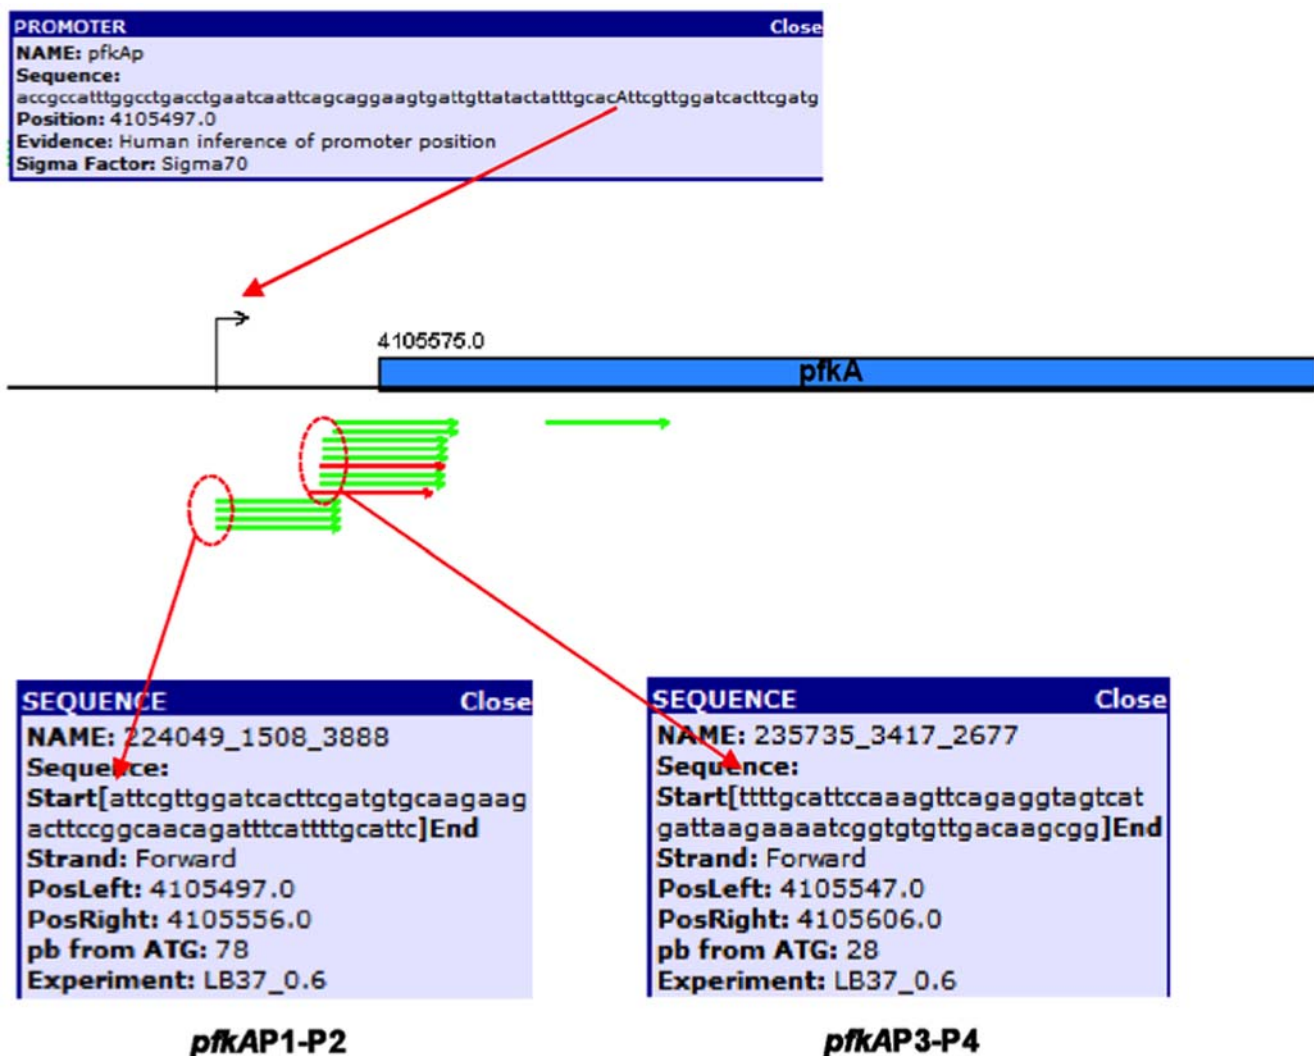 PROMOTER Close
NAME: pfkAp
Sequence:
accgccatttggcctgacctgaatcaattcagcaggaagtgattgttatactatttgcacAttcgttggatcacttcgatg
Position: 4105497.0
Evidence: Human inference of promoter position
Sigma Factor: Sigma70
4105575.0
pfkA
SEQUENCE Close
NAME: 224049_1508_3888
Sequence:
Start[attcgttggatcacttcgatgtgcaagaag
acttccggcaacagatttcattttgcattc]End
Strand: Forward
PosLeft: 4105497.0
PosRight: 4105556.0
pb from ATG: 78
Experiment: LB37_0.6
pfkAP1-P2
SEQUENCE Close
NAME: 235735_3417_2677
Sequence:
Start[ttttgcattccaaagttcagaggtagtcat
gattaagaaaatcggtgtgttgacaagcgg]End
Strand: Forward
PosLeft: 4105547.0
PosRight: 4105606.0
pb from ATG: 28
Experiment: LB37_0.6
pfkAP3-P4